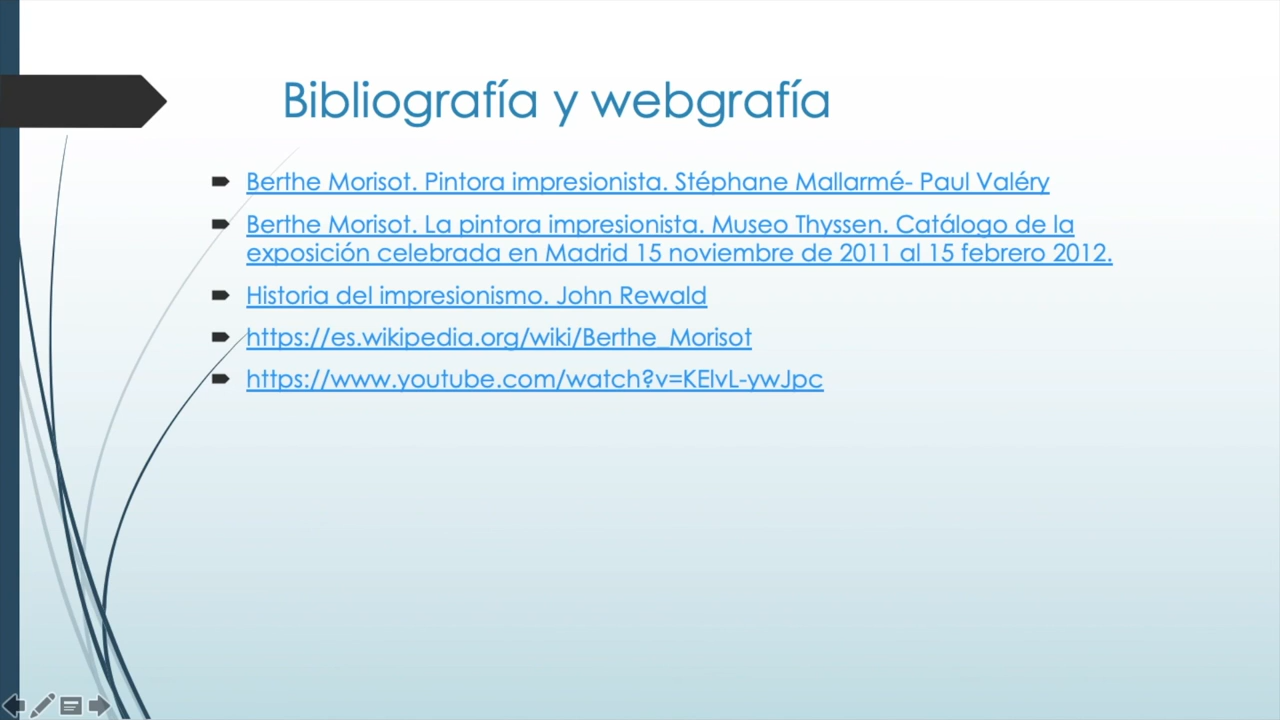 Bibliografía y webgrafía
Berthe Morisot. Pintora impresionista. Stéphane Mallarmé- Paul Valéry
Berthe Morisot. La pintora impresionista. Museo Thyssen. Catálogo de la
exposición celebrada en Madrid 15 noviembre de 2011 al 15 febrero 2012.
Historia del impresionismo. John Rewald
https://es.wikipedia.org/wiki/Berthe_Morisot
https://www.youtube.com/watch?v=KElvL-ywJpc